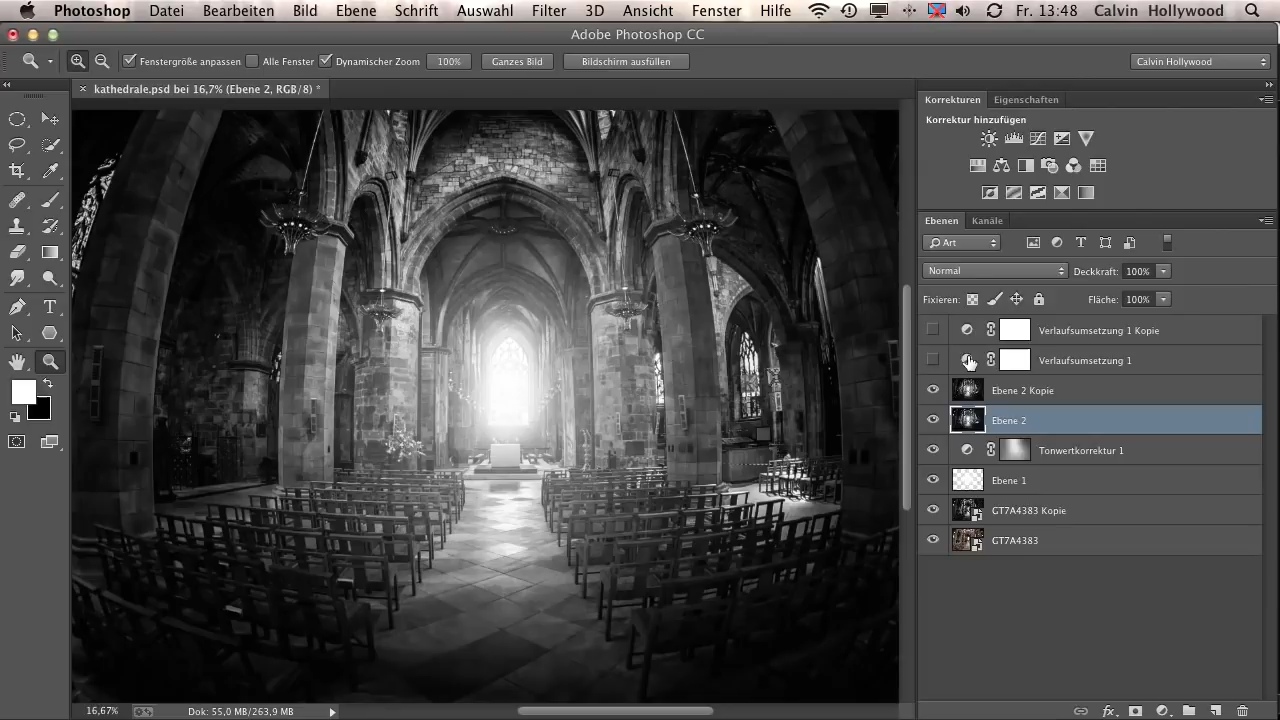 Photoshop Datei Bearbeiten Bild Ebene Schrift Auswahl Filter 3D Ansicht Fenster Hilfe Fr. 13:48 Calvin Hollywood
Adobe Photoshop CC
Fenstergröße anpassen Alle Fenster Dynamischer Zoom 100% Ganzes Bild Bildschirm ausfüllen Calvin Hollywood
× kathedrale.psd bei 16,7% (Ebene 2, RGB/8) *
Korrekturen Eigenschaften
Korrektur hinzufügen
Ebenen Kanäle
Art
Normal Deckkraft: 100%
Fixieren: Fläche: 100%
Verlaufsumsetzung 1 Kopie
Verlaufsumsetzung 1
Ebene 2 Kopie
Ebene 2
Tonwertkorrektur 1
Ebene 1
GT7A4383 Kopie
GT7A4383
16,67% Dok: 55,0 MB/263,9 MB